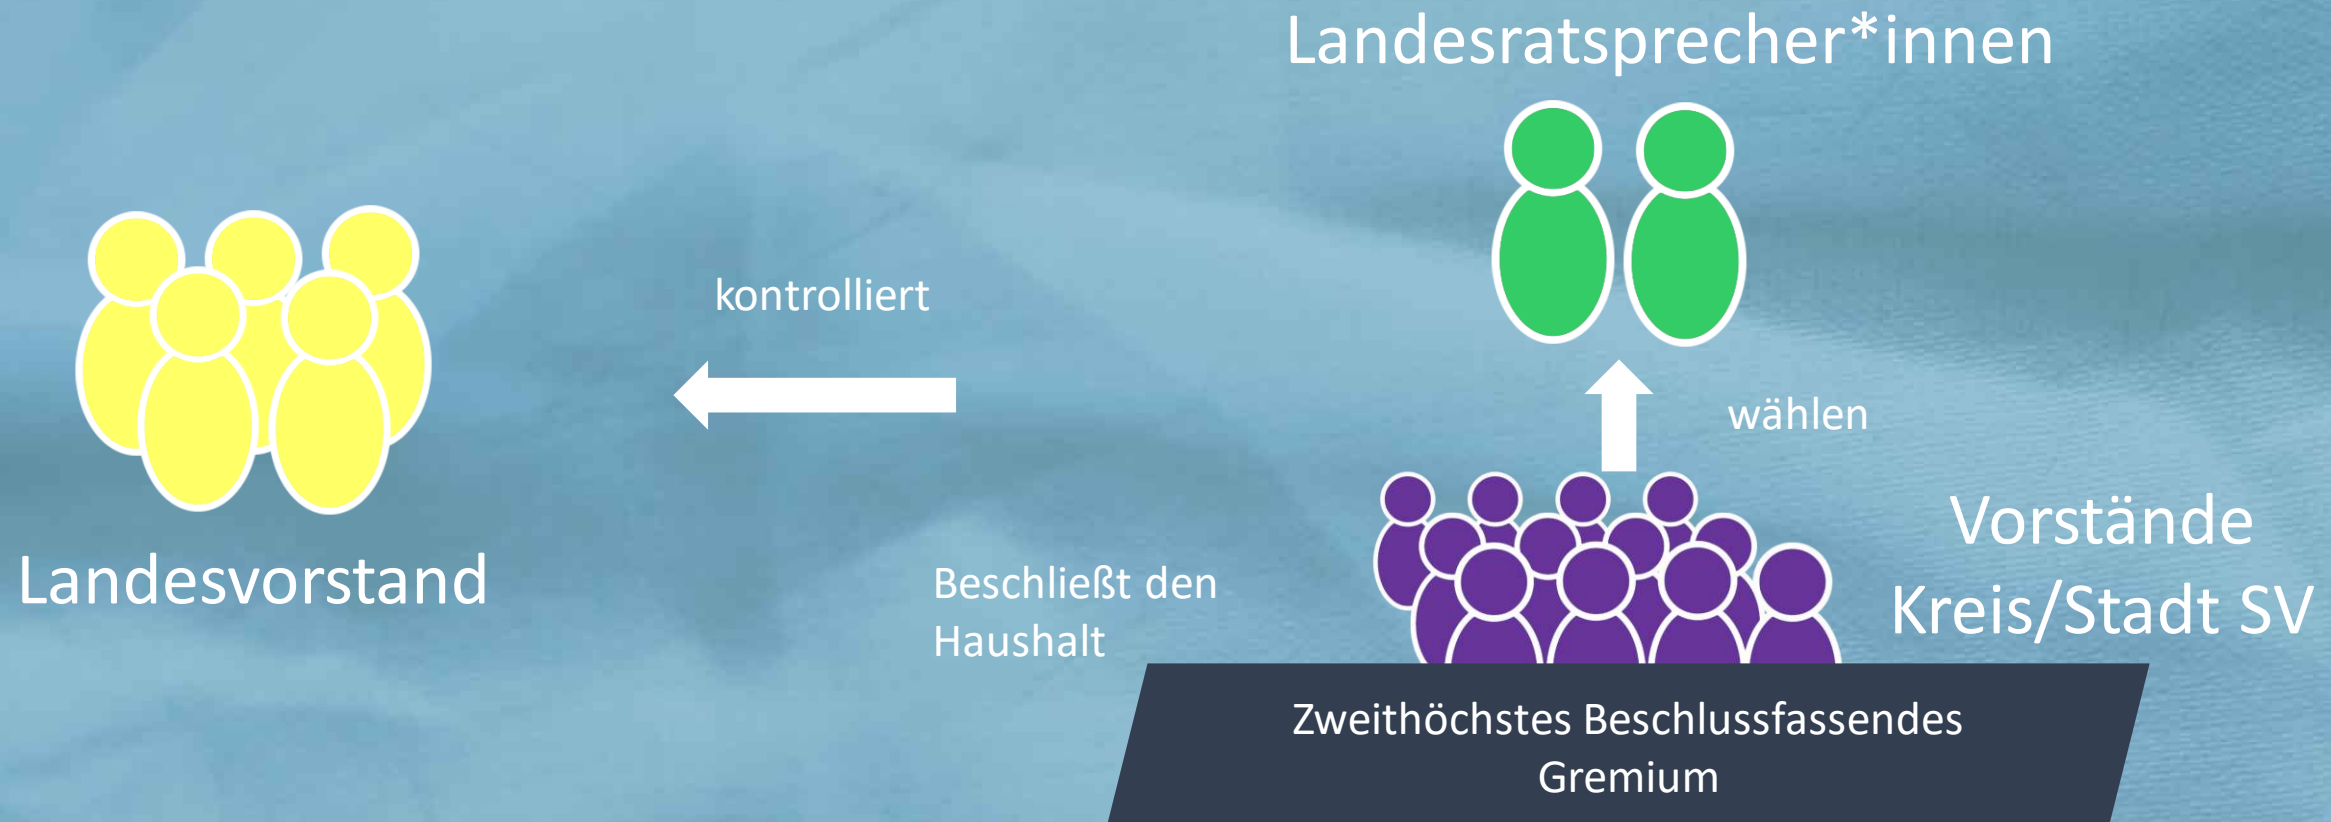 Landesratsprecher*innen
kontrolliert
wählen
Vorstände
Kreis/Stadt SV
Landesvorstand
Beschließt den
Haushalt
Zweithöchstes Beschlussfassendes
Gremium